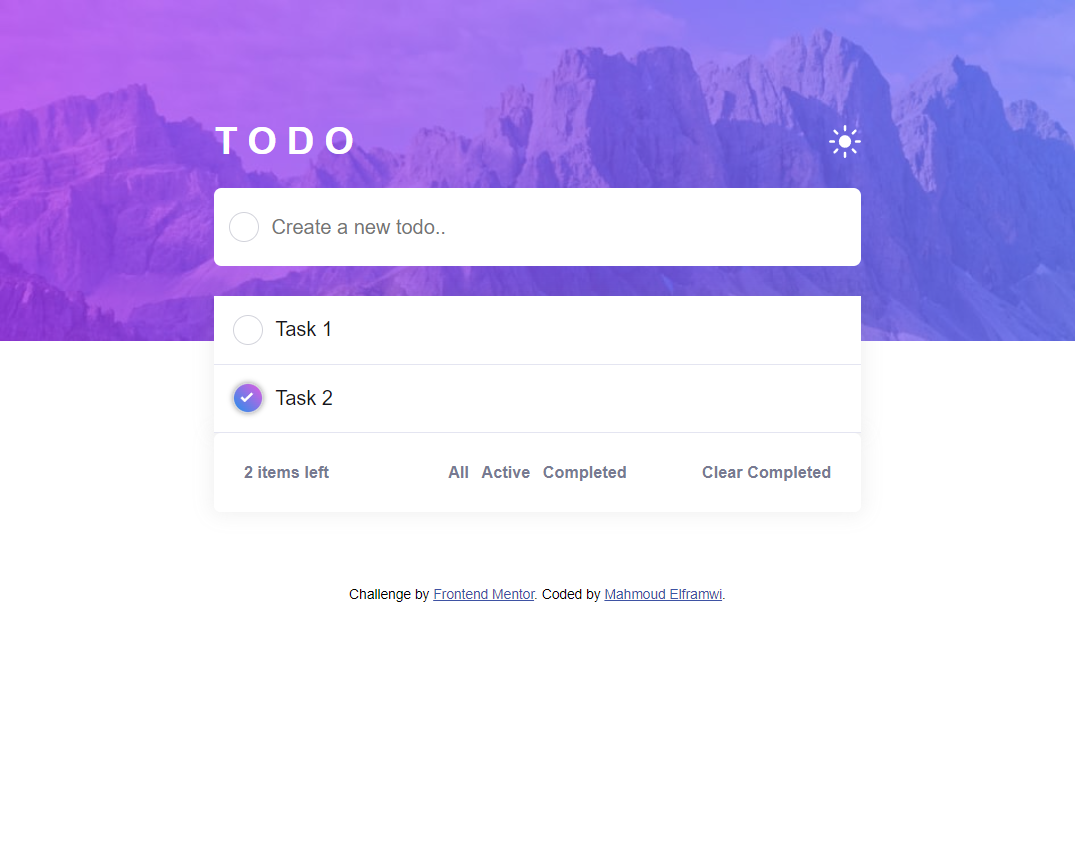 TODO
Create a new todo..
Task 1
Task 2
2 items left All Active Completed Clear Completed
Challenge by Frontend Mentor. Coded by Mahmoud Elframwi.